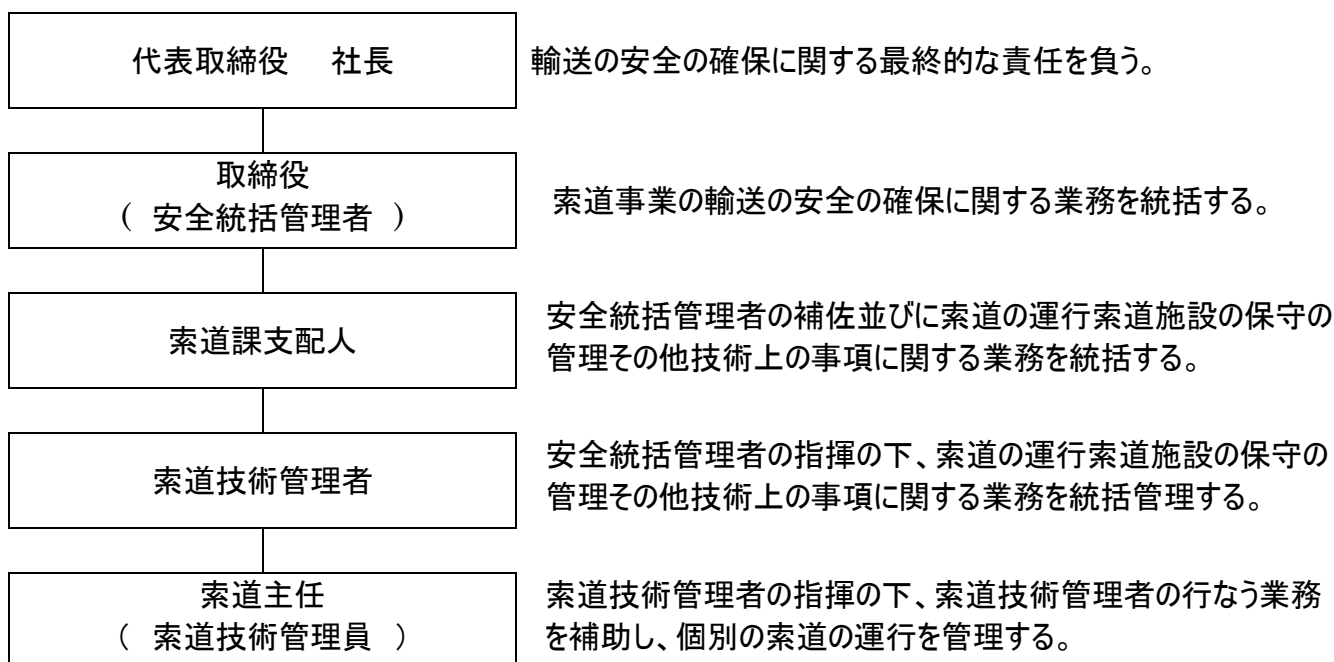 代表取締役 社長
輸送の安全の確保に関する最終的な責任を負う。
取締役
( 安全統括管理者 )
索道事業の輸送の安全の確保に関する業務を統括する。
索道課支配人
安全統括管理者の補佐並びに索道の運行索道施設の保守の
管理その他技術上の事項に関する業務を統括する。
索道技術管理者
安全統括管理者の指揮の下、索道の運行索道施設の保守の
管理その他技術上の事項に関する業務を統括管理する。
索道主任
( 索道技術管理員 )
索道技術管理者の指揮の下、索道技術管理者の行なう業務
を補助し、個別の索道の運行を管理する。